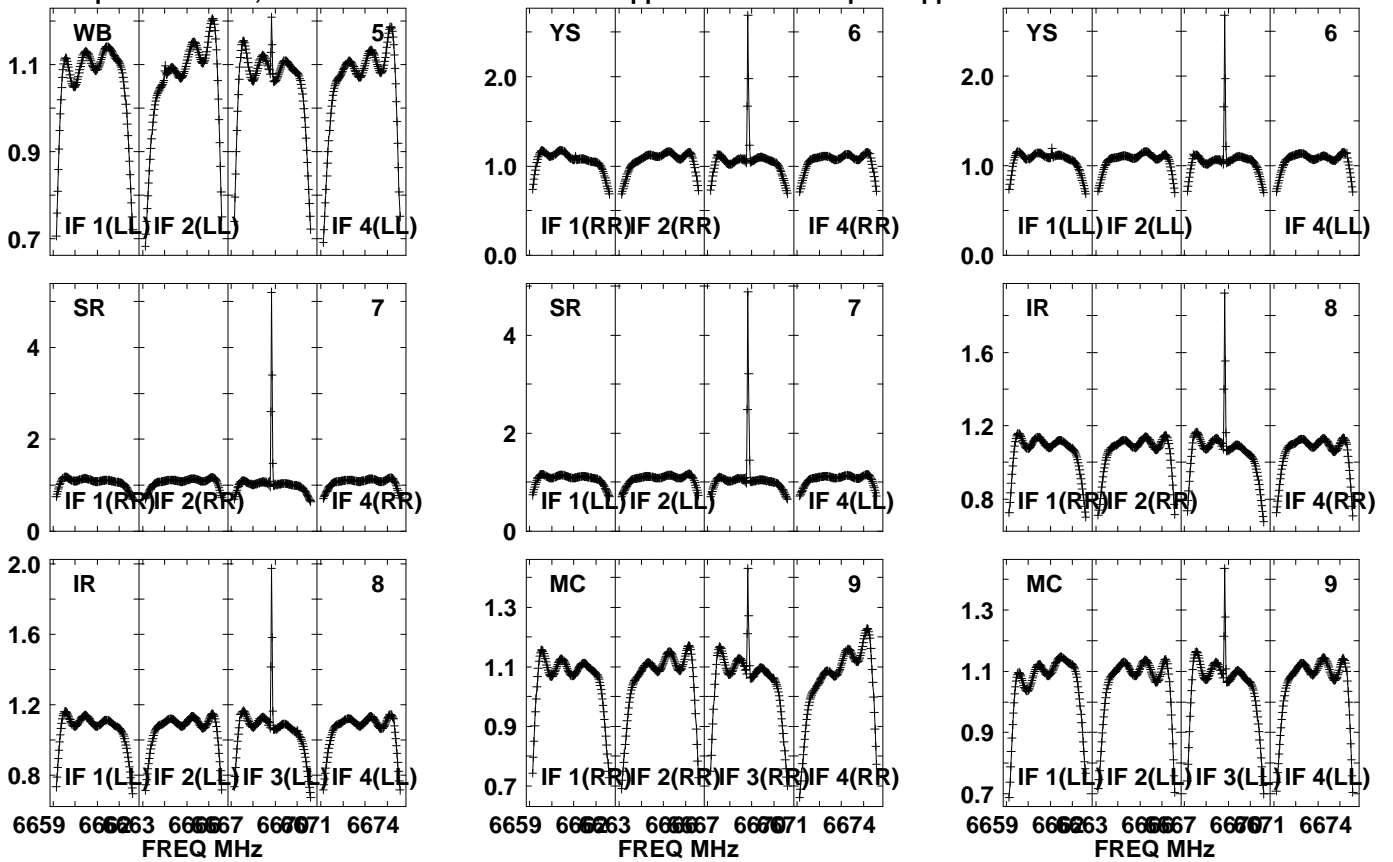 WB 5
1.1
0.9
0.7
IF 1(LL) IF 2(LL) IF 4(LL)
YS 6
2.0
1.0
0.0
IF 1(RR) IF 2(RR) IF 4(RR)
YS 6
2.0
1.0
0.0
IF 1(LL) IF 2(LL) IF 4(LL)
SR 7
4
2
0
IF 1(RR) IF 2(RR) IF 4(RR)
SR 7
4
2
0
IF 1(LL) IF 2(LL) IF 4(LL)
IR 8
1.6
1.2
0.8
IF 1(RR) IF 2(RR) IF 4(RR)
IR 8
2.0
1.6
1.2
0.8
IF 1(LL) IF 2(LL) IF 3(LL) IF 4(LL)
6659 6674
FREQ MHz
MC 9
1.3
1.1
0.9
0.7
IF 1(RR) IF 2(RR) IF 3(RR) IF 4(RR)
6659 6674
FREQ MHz
MC 9
1.3
1.1
0.9
0.7
IF 1(LL) IF 2(LL) IF 3(LL) IF 4(LL)
6659 6674
FREQ MHz